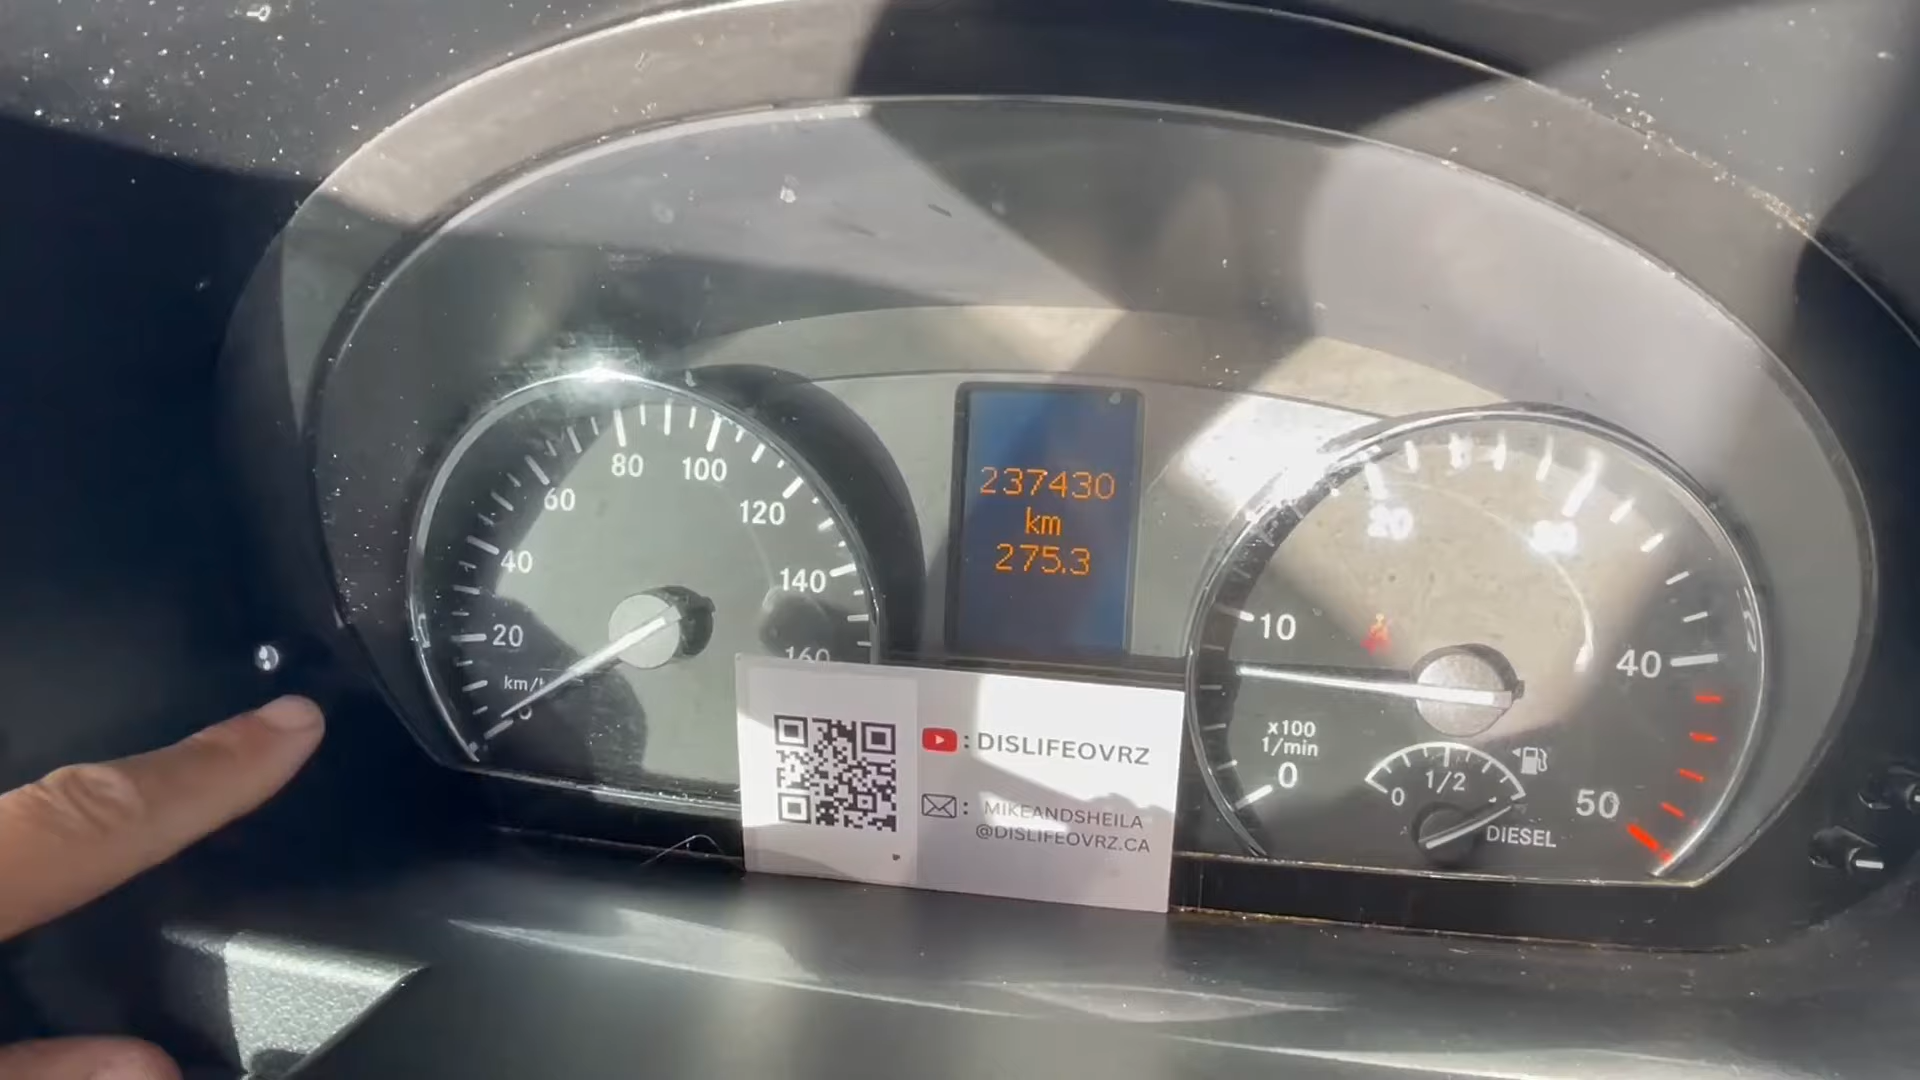 80
100
60
120
40
140
20
160
km/h
237430
km
275.3
10
20
30
40
50
x100
1/min
0
0
1/2
DIESEL
: DISLIFEOVRZ
: MIKEANDSHEILA
@DISLIFEOVRZ.CA